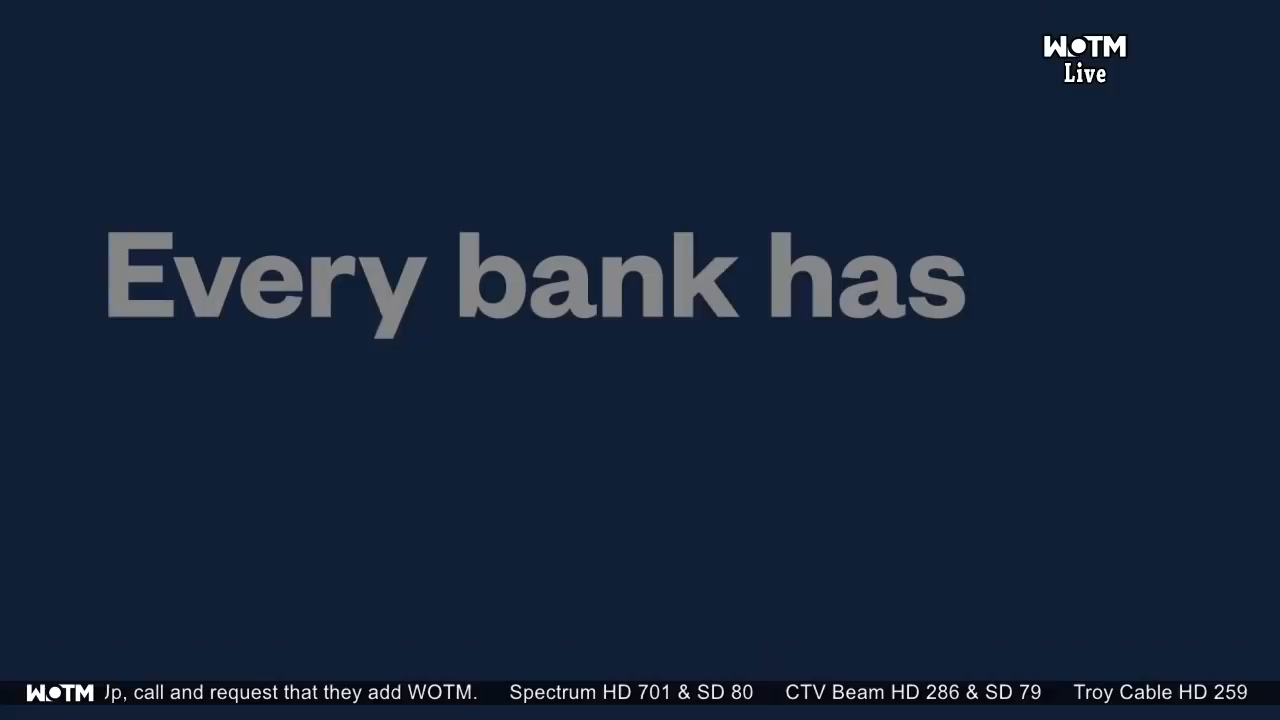 WOTM
Live
Every bank has
WOTM Up, call and request that they add WOTM. Spectrum HD 701 & SD 80 CTV Beam HD 286 & SD 79 Troy Cable HD 259